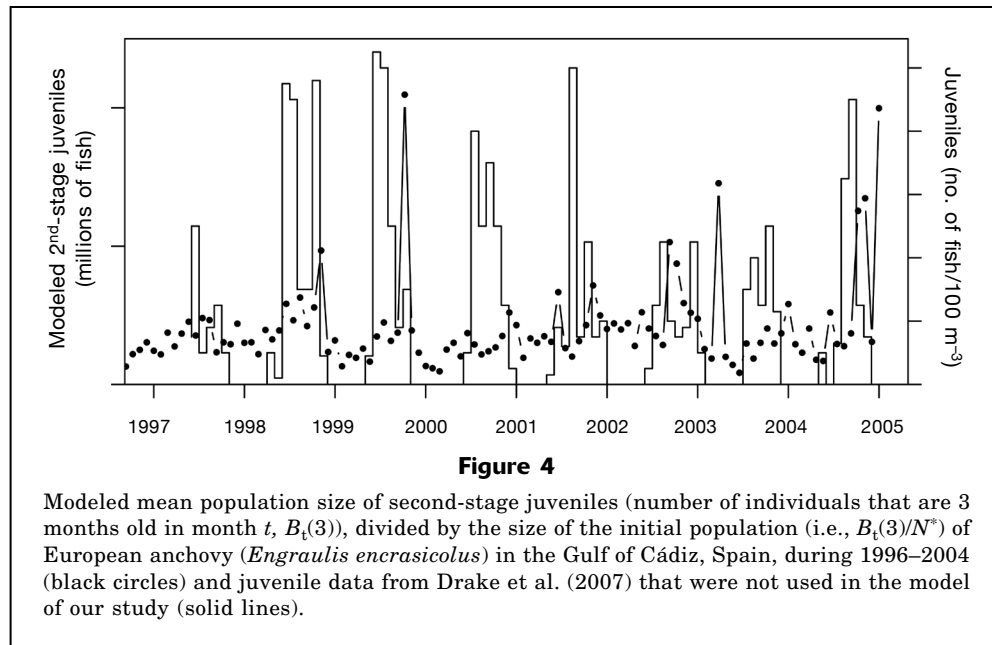 Modeled 2nd-stage juveniles
(millions of fish)
Juveniles (no. of fish/100 m–3)
1997 1998 1999 2000 2001 2002 2003 2004 2005
Figure 4
Modeled mean population size of second-stage juveniles (number of individuals that are 3
months old in month t, Bt(3)), divided by the size of the initial population (i.e., Bt(3)/N*) of
European anchovy (Engraulis encrasicolus) in the Gulf of Cádiz, Spain, during 1996–2004
(black circles) and juvenile data from Drake et al. (2007) that were not used in the model
of our study (solid lines).